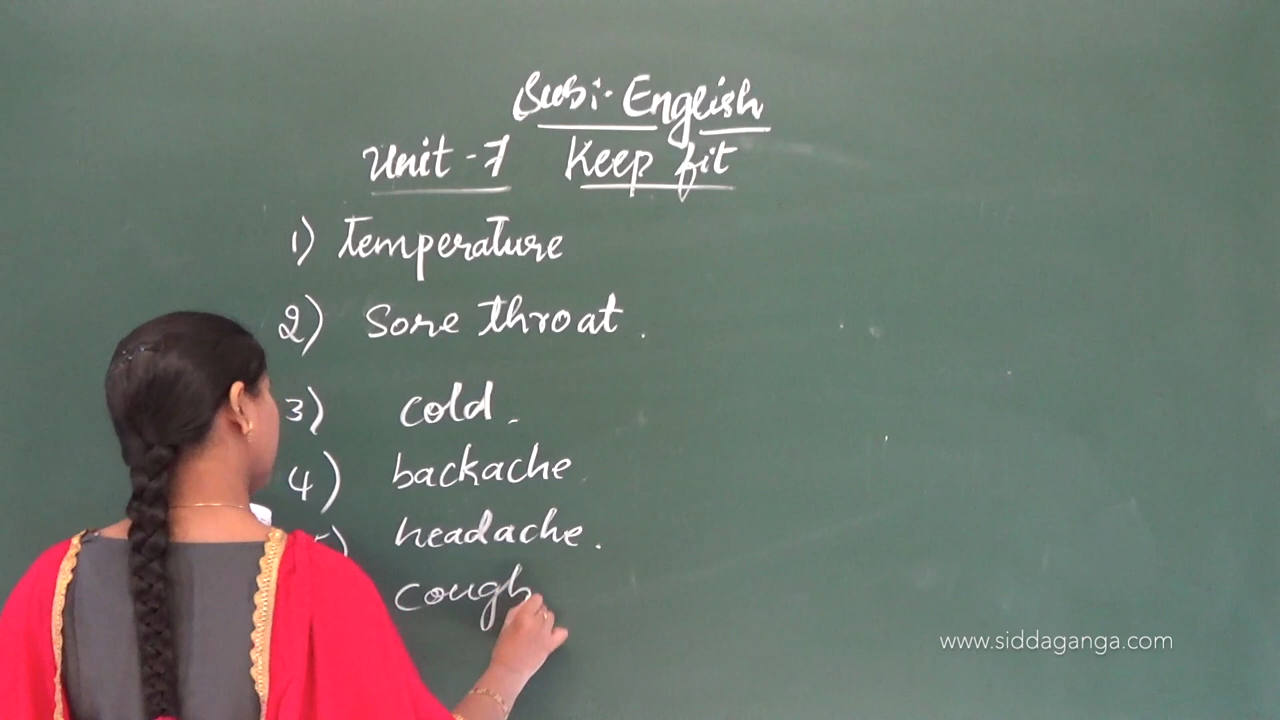 Sub:- English
Unit - 7 Keep fit
1) Temperature
2) Sore throat.
3) cold.
4) backache
5) headache.
cough
www.siddaganga.com